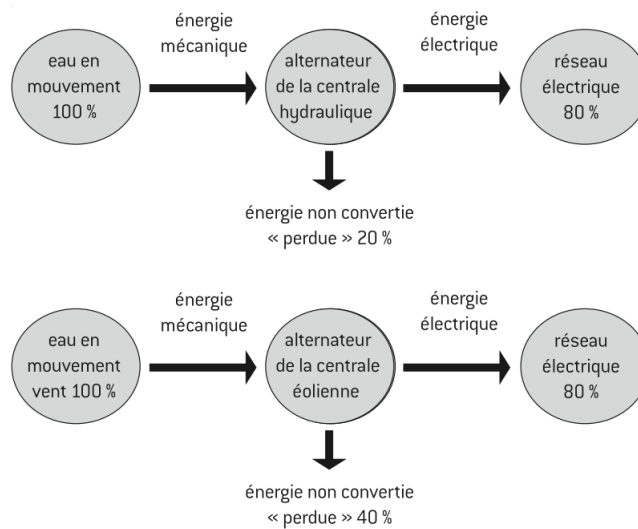 énergie
mécanique
énergie
électrique
eau en
mouvement
100 %
alternateur
de la centrale
hydraulique
réseau
électrique
80 %
énergie non convertie
« perdue » 20 %
énergie
mécanique
énergie
électrique
eau en
mouvement
vent 100 %
alternateur
de la centrale
éolienne
réseau
électrique
80 %
énergie non convertie
« perdue » 40 %